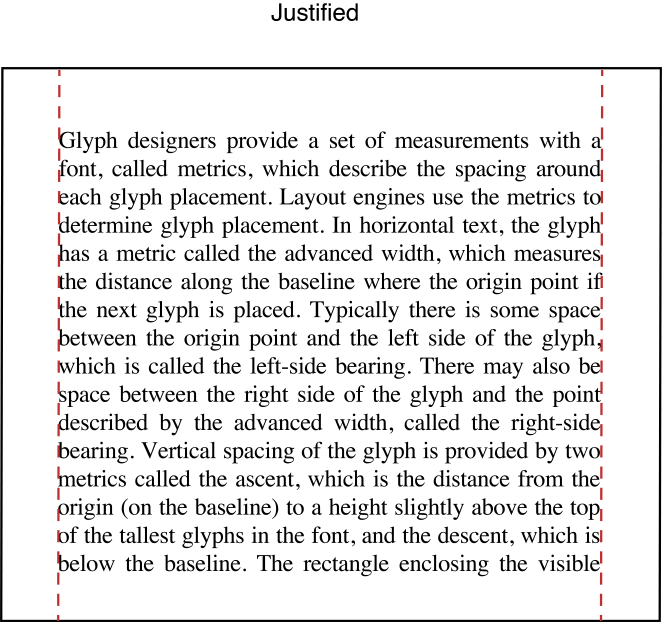 Justified
Glyph designers provide a set of measurements with a
font, called metrics, which describe the spacing around
each glyph placement. Layout engines use the metrics to
determine glyph placement. In horizontal text, the glyph
has a metric called the advanced width, which measures
the distance along the baseline where the origin point if
the next glyph is placed. Typically there is some space
between the origin point and the left side of the glyph,
which is called the left-side bearing. There may also be
space between the right side of the glyph and the point
described by the advanced width, called the right-side
bearing. Vertical spacing of the glyph is provided by two
metrics called the ascent, which is the distance from the
origin (on the baseline) to a height slightly above the top
of the tallest glyphs in the font, and the descent, which is
below the baseline. The rectangle enclosing the visible